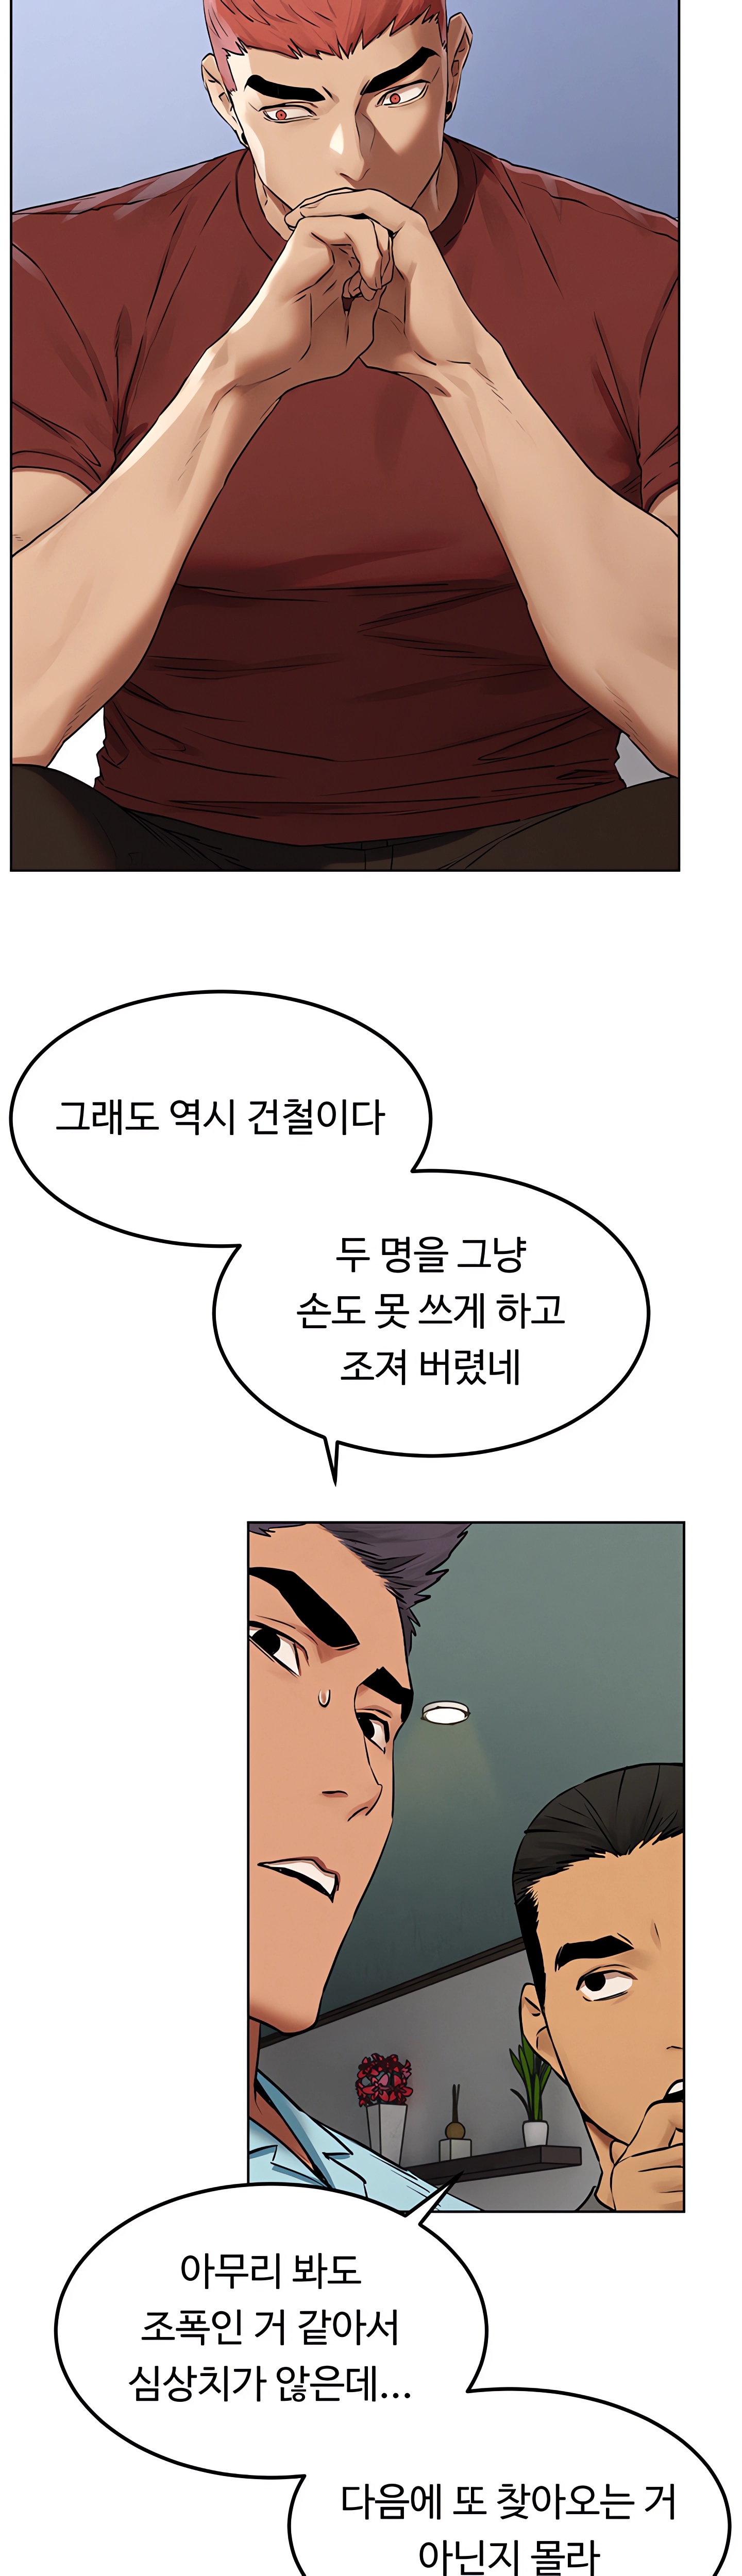 그래도 역시 건철이다
두 명을 그냥
손도 못 쓰게 하고
조져 버렸네
아무리 봐도
조폭인 거 같아서
심상치가 않은데...
다음에 또 찾아오는 거
아닌지 몰라